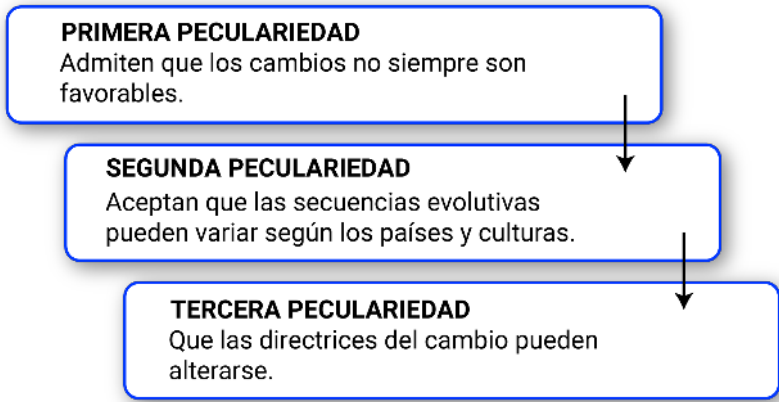 PRIMERA PECULARIEDAD
Admiten que los cambios no siempre son
favorables.
SEGUNDA PECULARIEDAD
Aceptan que las secuencias evolutivas
pueden variar según los países y culturas.
TERCERA PECULARIEDAD
Que las directrices del cambio pueden
alterarse.